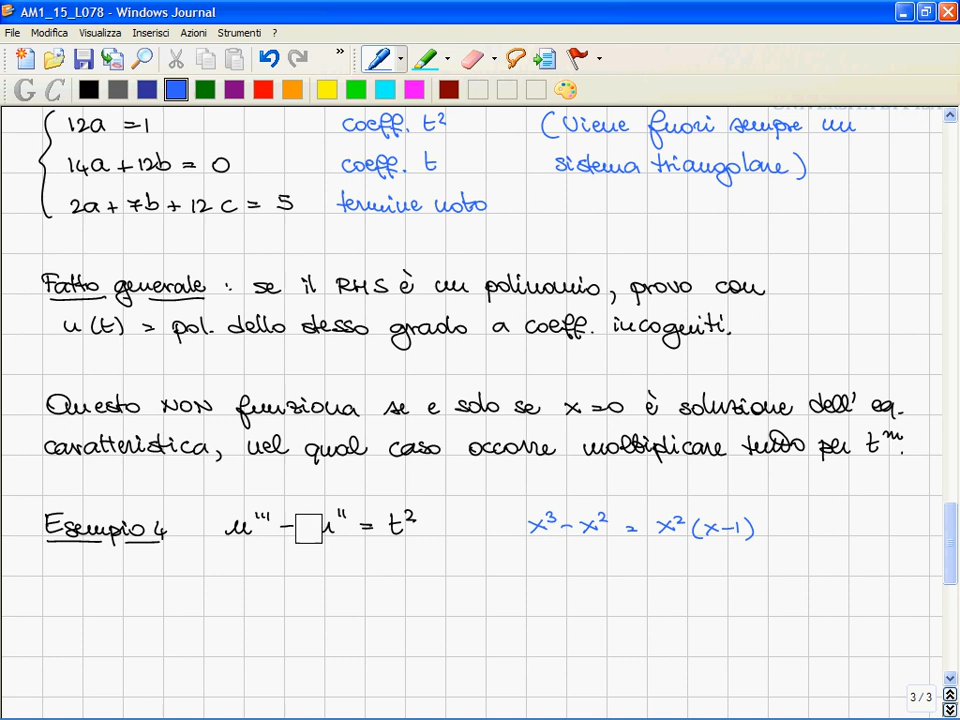 AM1_15_L078 - Windows Journal
File Modifica Visualizza Inserisci Azioni Strumenti ?
12a = 1 coeff. t² (Viene fuori sempre un
14a + 12b = 0 coeff. t sistema triangolare)
2a + 7b + 12c = 5 termine noto
Fatto generale : se il RHS è un polinomio, provo con
u(t) = pol. dello stesso grado a coeff. incogniti.
Questo NON funziona se e solo se x=0 è soluzione dell'eq.
caratteristica, nel qual caso occorre moltiplicare tutto per tᵐ.
Esempio 4 u''' - u'' = t² x³ - x² = x²(x-1)
3 / 3